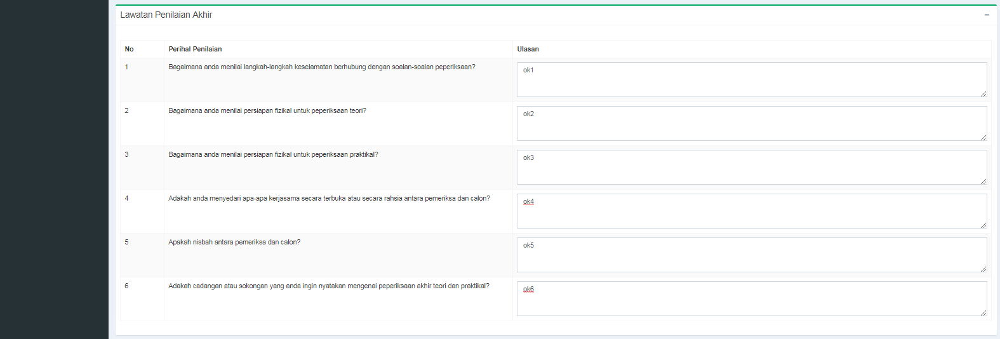 Lawatan Penilaian Akhir
No Perihal Penilaian Ulasan
1 Bagaimana anda menilai langkah-langkah keselamatan berhubung dengan soalan-soalan peperiksaan? ok1
2 Bagaimana anda menilai persiapan fizikal untuk peperiksaan teori? ok2
3 Bagaimana anda menilai persiapan fizikal untuk peperiksaan praktikal? ok3
4 Adakah anda menyedari apa-apa kerjasama secara terbuka atau secara rahsia antara pemeriksa dan calon? ok4
5 Apakah nisbah antara pemeriksa dan calon? ok5
6 Adakah cadangan atau sokongan yang anda ingin nyatakan mengenai peperiksaan akhir teori dan praktikal? ok6